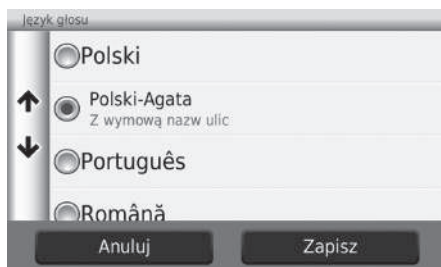 Język głosu
Polski
Polski-Agata
Z wymową nazw ulic
Português
Română
Anuluj
Zapisz